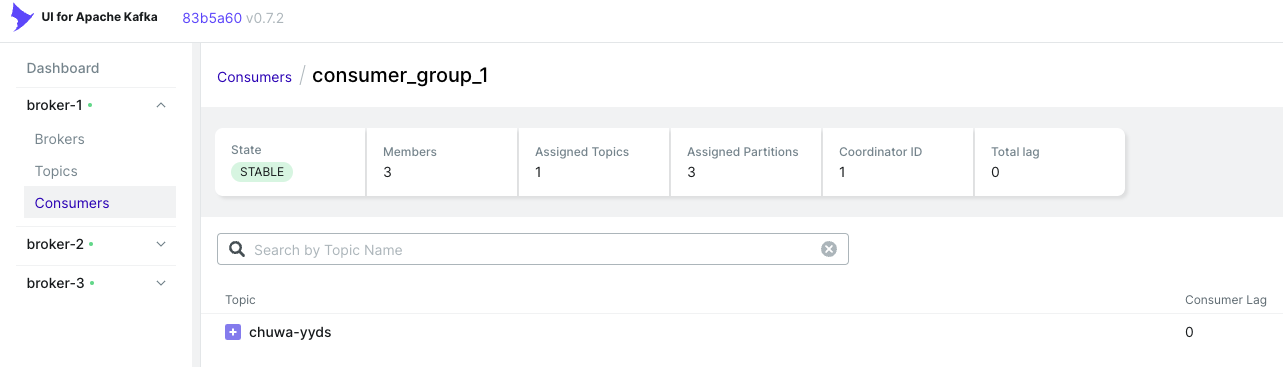 UI for Apache Kafka 83b5a60 v0.7.2
Dashboard
broker-1
Brokers
Topics
Consumers
broker-2
broker-3
Consumers / consumer_group_1
State Members Assigned Topics Assigned Partitions Coordinator ID Total lag
STABLE 3 1 3 1 0
Search by Topic Name
Topic Consumer Lag
chuwa-yyds 0